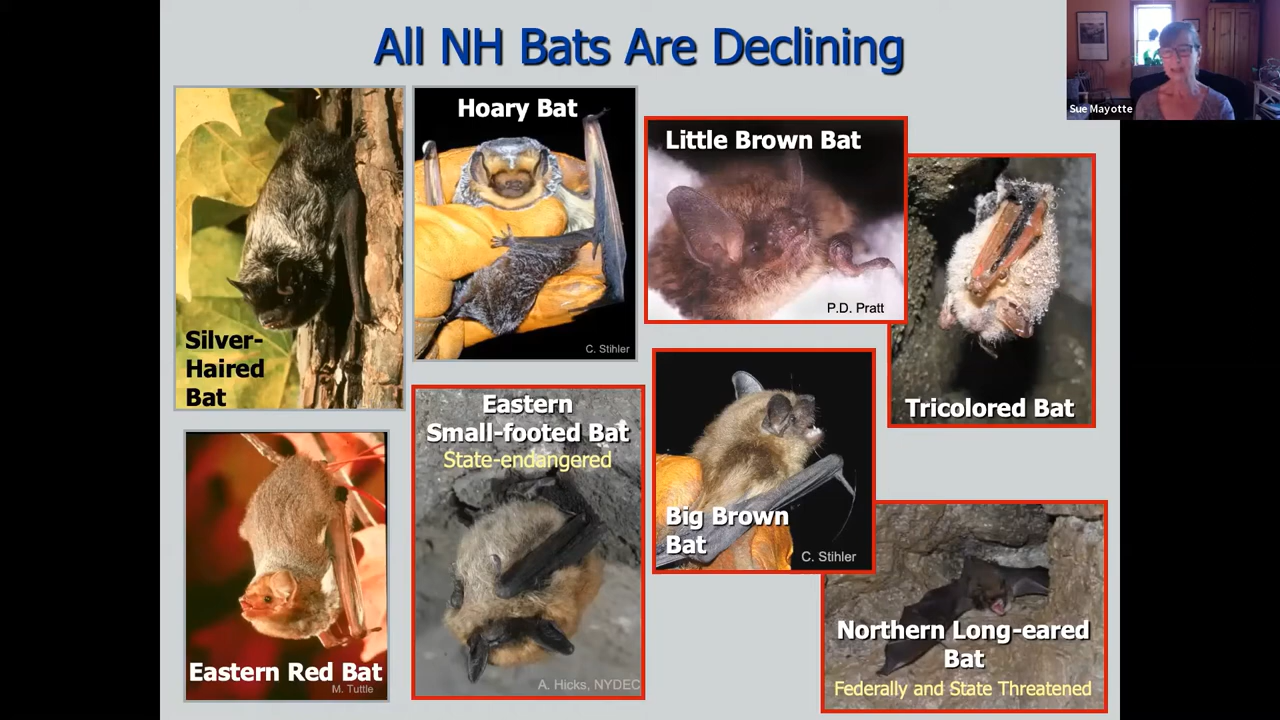 All NH Bats Are Declining
Sue Mayotte
Silver-
Haired
Bat
Hoary Bat
C. Stihler
Little Brown Bat
P.D. Pratt
Tricolored Bat
Eastern Red Bat
M. Tuttle
Eastern
Small-footed Bat
State-endangered
A. Hicks, NYDEC
Big Brown
Bat
C. Stihler
Northern Long-eared
Bat
Federally and State Threatened